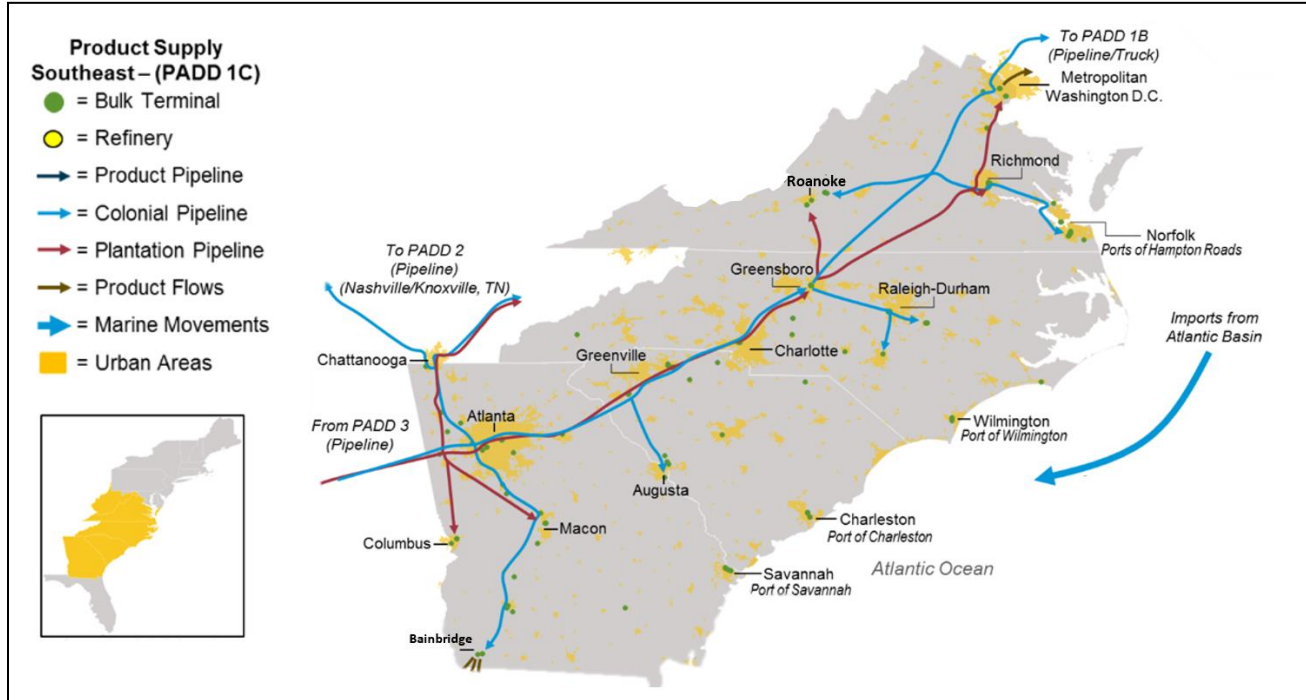 Product Supply
Southeast – (PADD 1C)
= Bulk Terminal
= Refinery
= Product Pipeline
= Colonial Pipeline
= Plantation Pipeline
= Product Flows
= Marine Movements
= Urban Areas
To PADD 1B
(Pipeline/Truck)
Metropolitan
Washington D.C.
Richmond
Roanoke
Norfolk
Ports of Hampton Roads
To PADD 2
(Pipeline)
(Nashville/Knoxville, TN)
Greensboro
Raleigh-Durham
Imports from
Atlantic Basin
Chattanooga
Greenville
Charlotte
From PADD 3
(Pipeline)
Atlanta
Wilmington
Port of Wilmington
Augusta
Charleston
Port of Charleston
Columbus
Macon
Savannah
Port of Savannah
Atlantic Ocean
Bainbridge